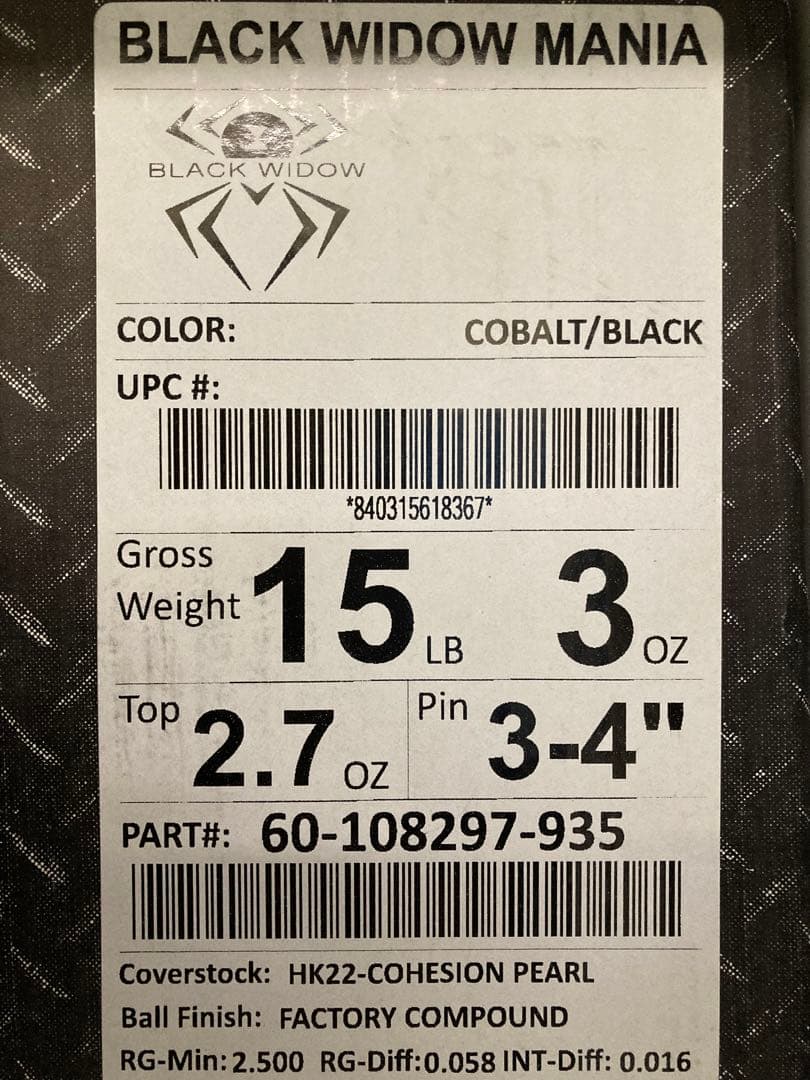 BLACK WIDOW MANIA
BLACK WIDOW
COLOR: COBALT/BLACK
UPC #:
*840315618367*
Gross Weight 15 LB 3 OZ
Top 2.7 OZ Pin 3-4"
PART#: 60-108297-935
Coverstock: HK22-COHESION PEARL
Ball Finish: FACTORY COMPOUND
RG-Min: 2.500 RG-Diff: 0.058 INT-Diff: 0.016